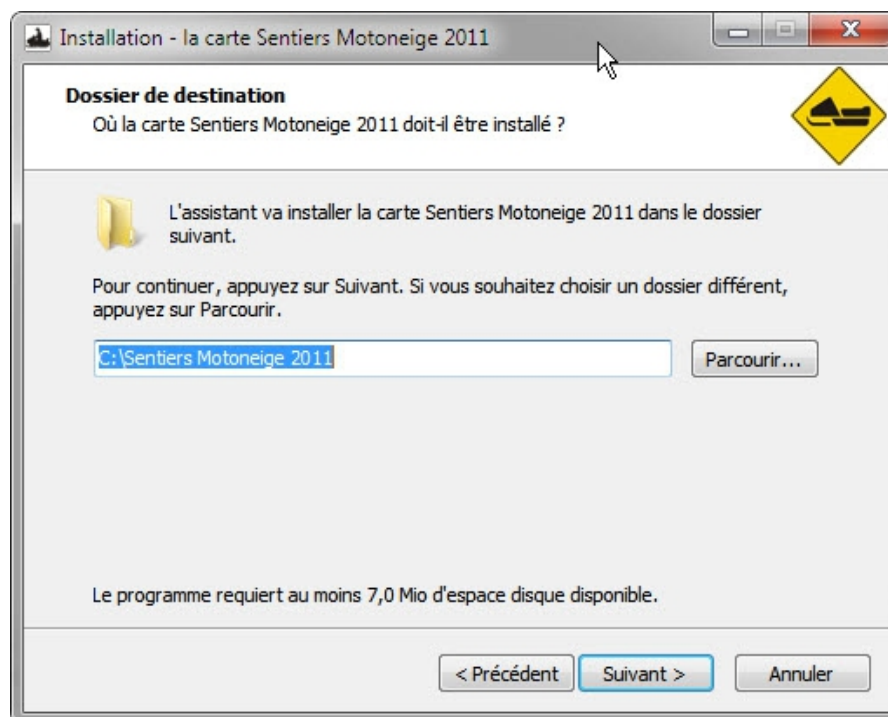 Installation - la carte Sentiers Motoneige 2011
Dossier de destination
Où la carte Sentiers Motoneige 2011 doit-il être installé ?
L'assistant va installer la carte Sentiers Motoneige 2011 dans le dossier
suivant.
Pour continuer, appuyez sur Suivant. Si vous souhaitez choisir un dossier différent,
appuyez sur Parcourir.
C:\Sentiers Motoneige 2011
Parcourir...
Le programme requiert au moins 7,0 Mio d'espace disque disponible.
< Précédent
Suivant >
Annuler